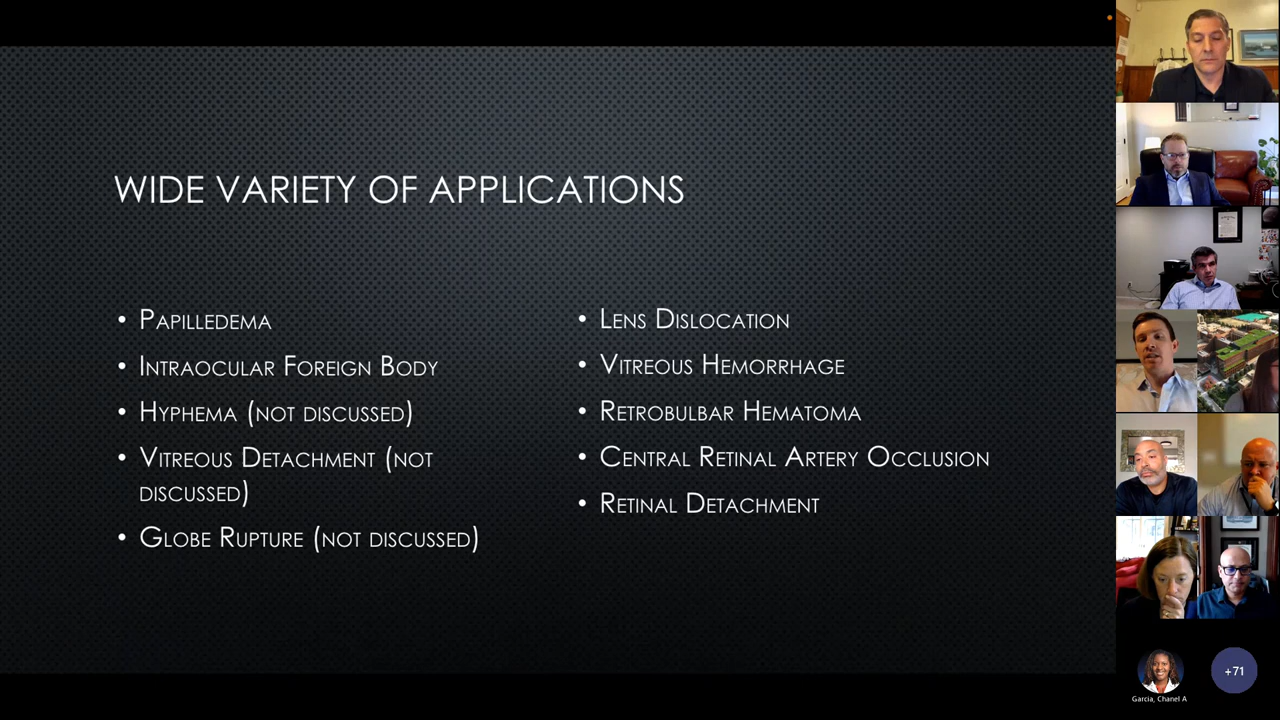 WIDE VARIETY OF APPLICATIONS
• PAPILLEDEMA
• INTRAOCULAR FOREIGN BODY
• HYPHEMA (NOT DISCUSSED)
• VITREOUS DETACHMENT (NOT
DISCUSSED)
• GLOBE RUPTURE (NOT DISCUSSED)
• LENS DISLOCATION
• VITREOUS HEMORRHAGE
• RETROBULBAR HEMATOMA
• CENTRAL RETINAL ARTERY OCCLUSION
• RETINAL DETACHMENT
Garcia, Chanel A
+71